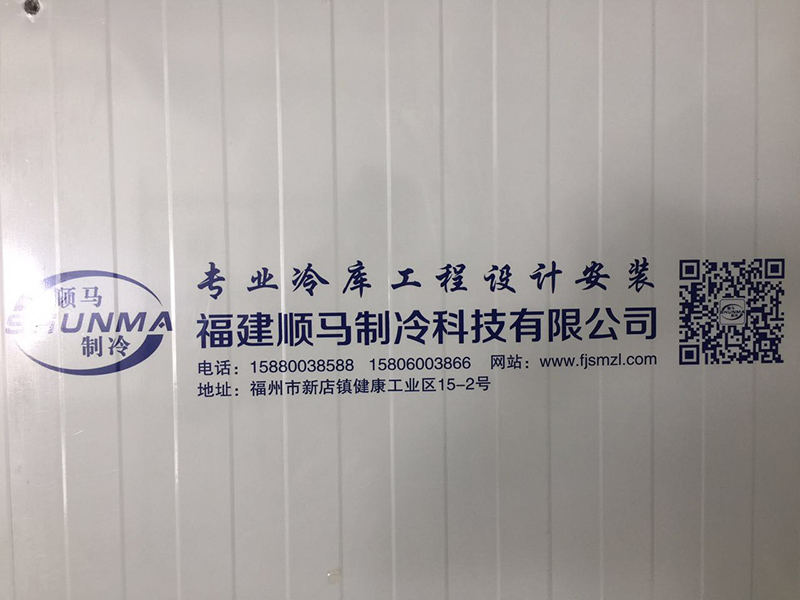 顺马
SHUNMA
制冷
专业冷库工程设计安装
福建顺马制冷科技有限公司
电话：15880038588 15806003866 网站：www.fjsmzl.com
地址：福州市新店镇健康工业区15-2号